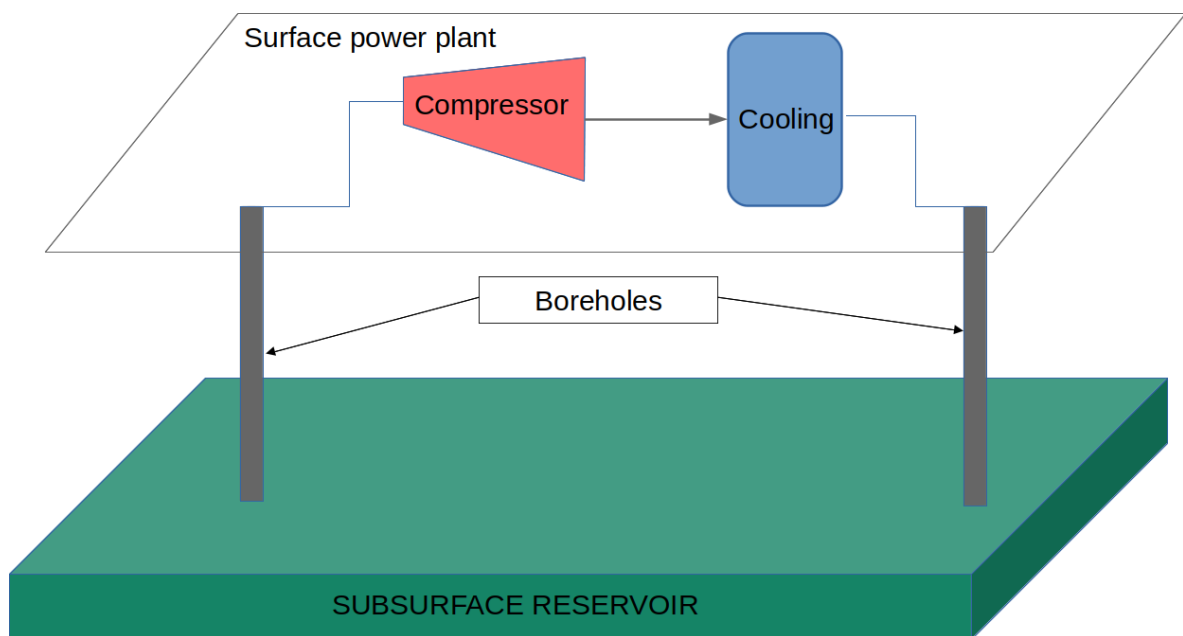 Surface power plant
Compressor
Cooling
Boreholes
SUBSURFACE RESERVOIR